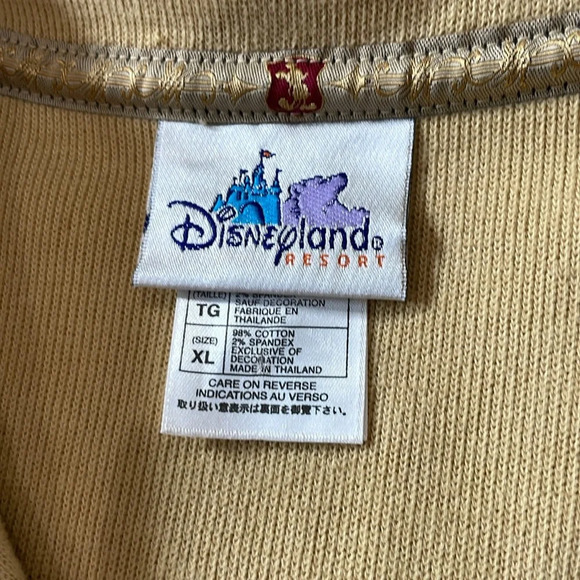 Disneyland®
RESORT
(TAILLE)
TG
2% SPANDEX
SAUF DECORATION
FABRIQUE EN
THAILANDE
(SIZE)
XL
98% COTTON
2% SPANDEX
EXCLUSIVE OF
DECORATION
MADE IN THAILAND
CARE ON REVERSE
INDICATIONS AU VERSO
取り扱い意表示は裏面を御覧下さい。